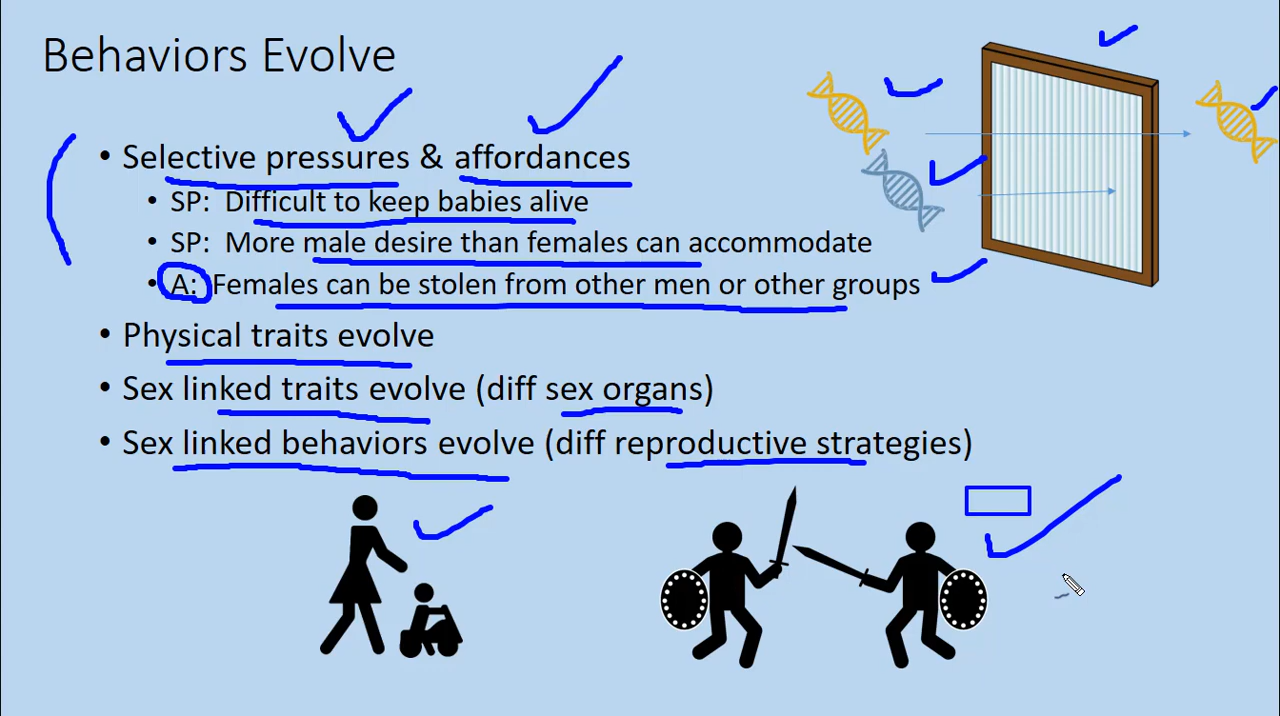 Behaviors Evolve
• Selective pressures & affordances
• SP: Difficult to keep babies alive
• SP: More male desire than females can accommodate
• A: Females can be stolen from other men or other groups
• Physical traits evolve
• Sex linked traits evolve (diff sex organs)
• Sex linked behaviors evolve (diff reproductive strategies)